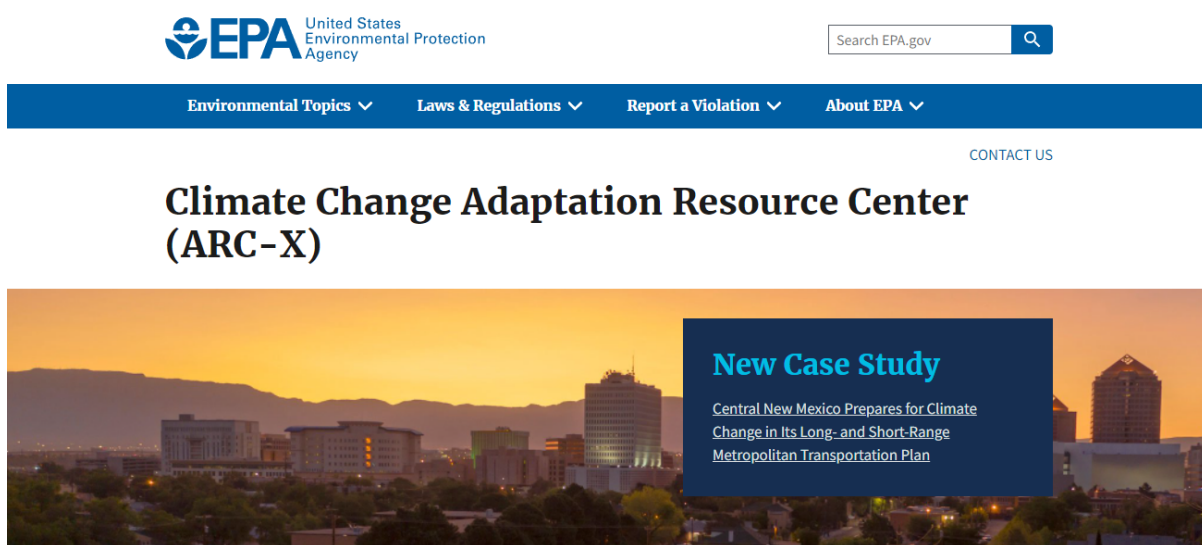 EPA
United States
Environmental Protection
Agency
Search EPA.gov
Environmental Topics
Laws & Regulations
Report a Violation
About EPA
CONTACT US
Climate Change Adaptation Resource Center
(ARC-X)
New Case Study
Central New Mexico Prepares for Climate
Change in Its Long- and Short-Range
Metropolitan Transportation Plan